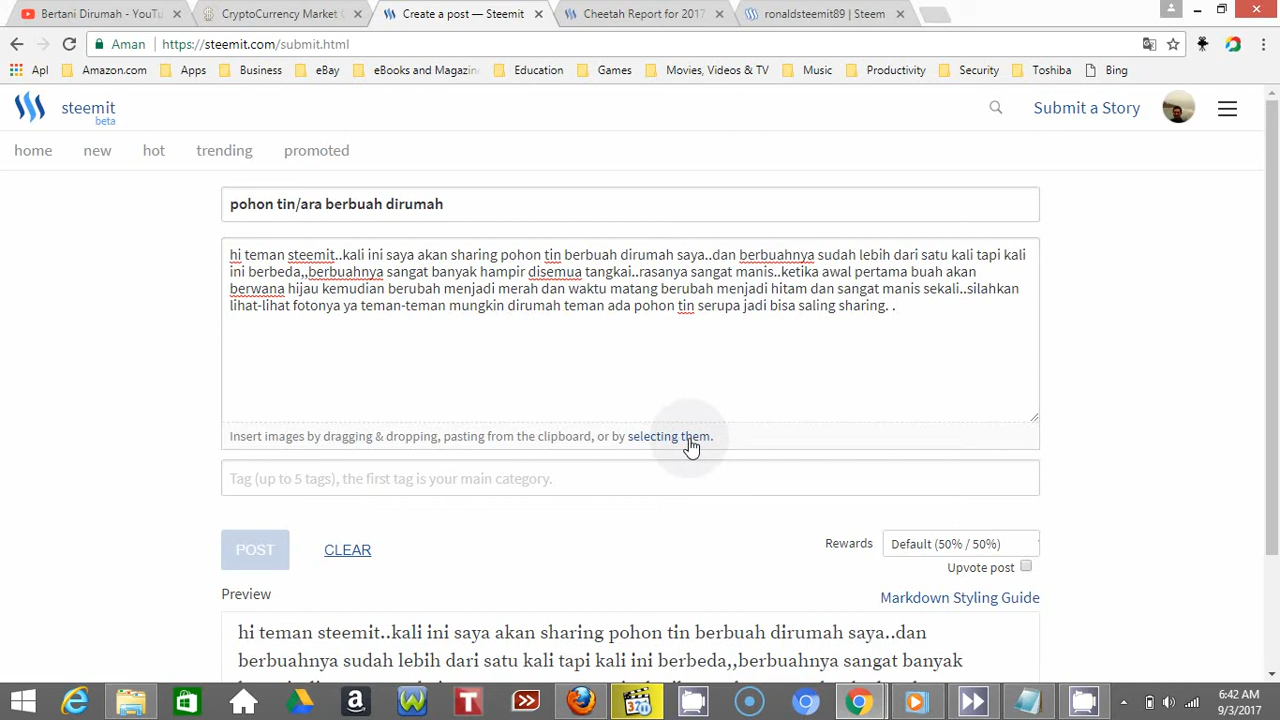 Bertani Dirumah - YouTu
CryptoCurrency Market C
Create a post — Steemit
Cheetah Report for 2017
ronaldsteemit89 | Steem
Aman
https://steemit.com/submit.html
Apl
Amazon.com
Apps
Business
eBay
eBooks and Magazin
Education
Games
Movies, Videos & TV
Music
Productivity
Security
Toshiba
Bing
steemit
beta
Submit a Story
home
new
hot
trending
promoted
pohon tin/ara berbuah dirumah
hi teman steemit..kali ini saya akan sharing pohon tin berbuah dirumah saya..dan berbuahnya sudah lebih dari satu kali tapi kali
ini berbeda,,berbuahnya sangat banyak hampir disemua tangkai..rasanya sangat manis..ketika awal pertama buah akan
berwana hijau kemudian berubah menjadi merah dan waktu matang berubah menjadi hitam dan sangat manis sekali..silahkan
lihat-lihat fotonya ya teman-teman mungkin dirumah teman ada pohon tin serupa jadi bisa saling sharing. .
Insert images by dragging & dropping, pasting from the clipboard, or by selecting them.
Tag (up to 5 tags), the first tag is your main category.
POST
CLEAR
Rewards
Default (50% / 50%)
Upvote post
Preview
Markdown Styling Guide
hi teman steemit..kali ini saya akan sharing pohon tin berbuah dirumah saya..dan
berbuahnya sudah lebih dari satu kali tapi kali ini berbeda,,berbuahnya sangat banyak
6:42 AM
9/3/2017